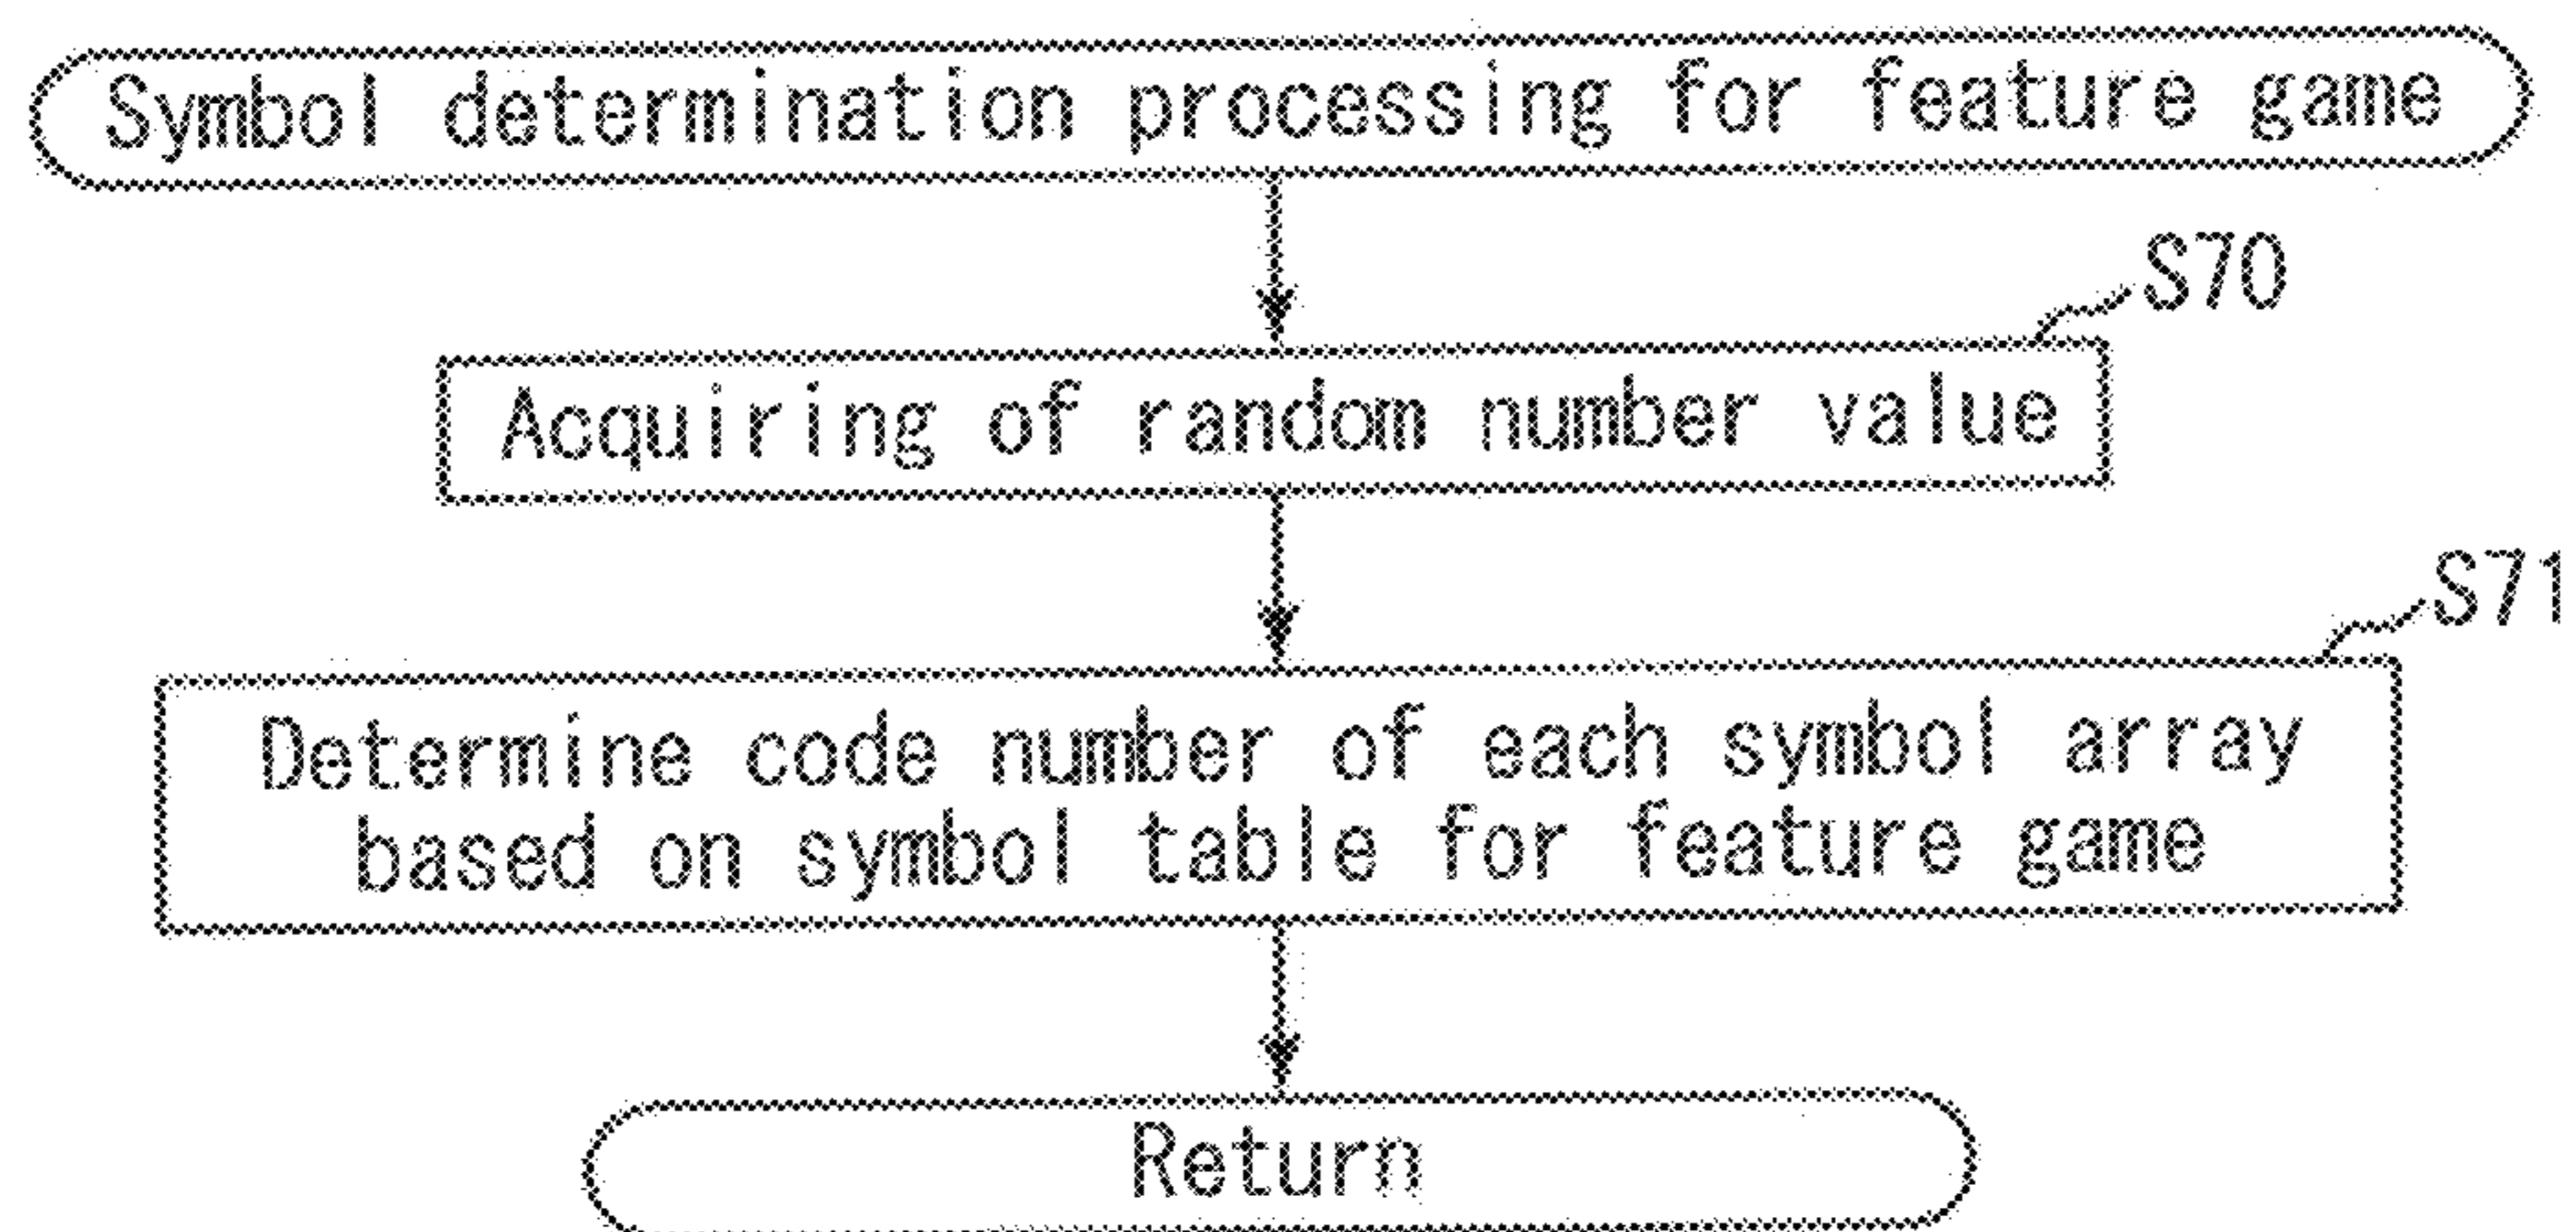 Symbol determination processing for feature game
S70
Acquiring of random number value
S71
Determine code number of each symbol array
based on symbol table for feature game
Return